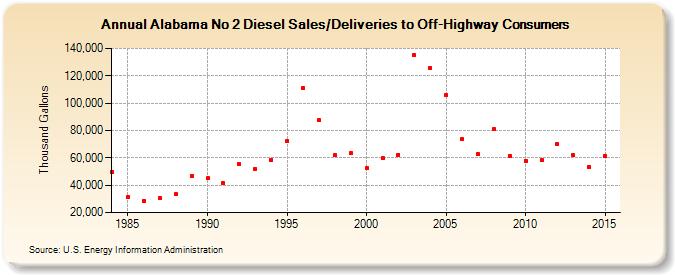 Annual Alabama No 2 Diesel Sales/Deliveries to Off-Highway Consumers
Thousand Gallons
140,000
120,000
100,000
80,000
60,000
40,000
20,000
1985 1990 1995 2000 2005 2010 2015
Source: U.S. Energy Information Administration